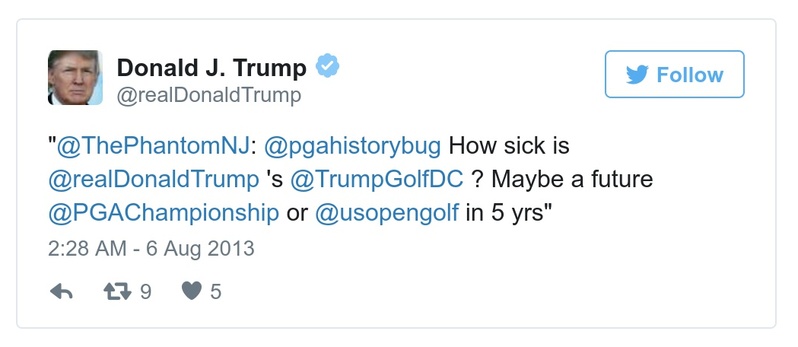 Donald J. Trump
@realDonaldTrump
Follow
"@ThePhantomNJ: @pgahistorybug How sick is
@realDonaldTrump 's @TrumpGolfDC ? Maybe a future
@PGAChampionship or @usopengolf in 5 yrs"
2:28 AM - 6 Aug 2013
9 5